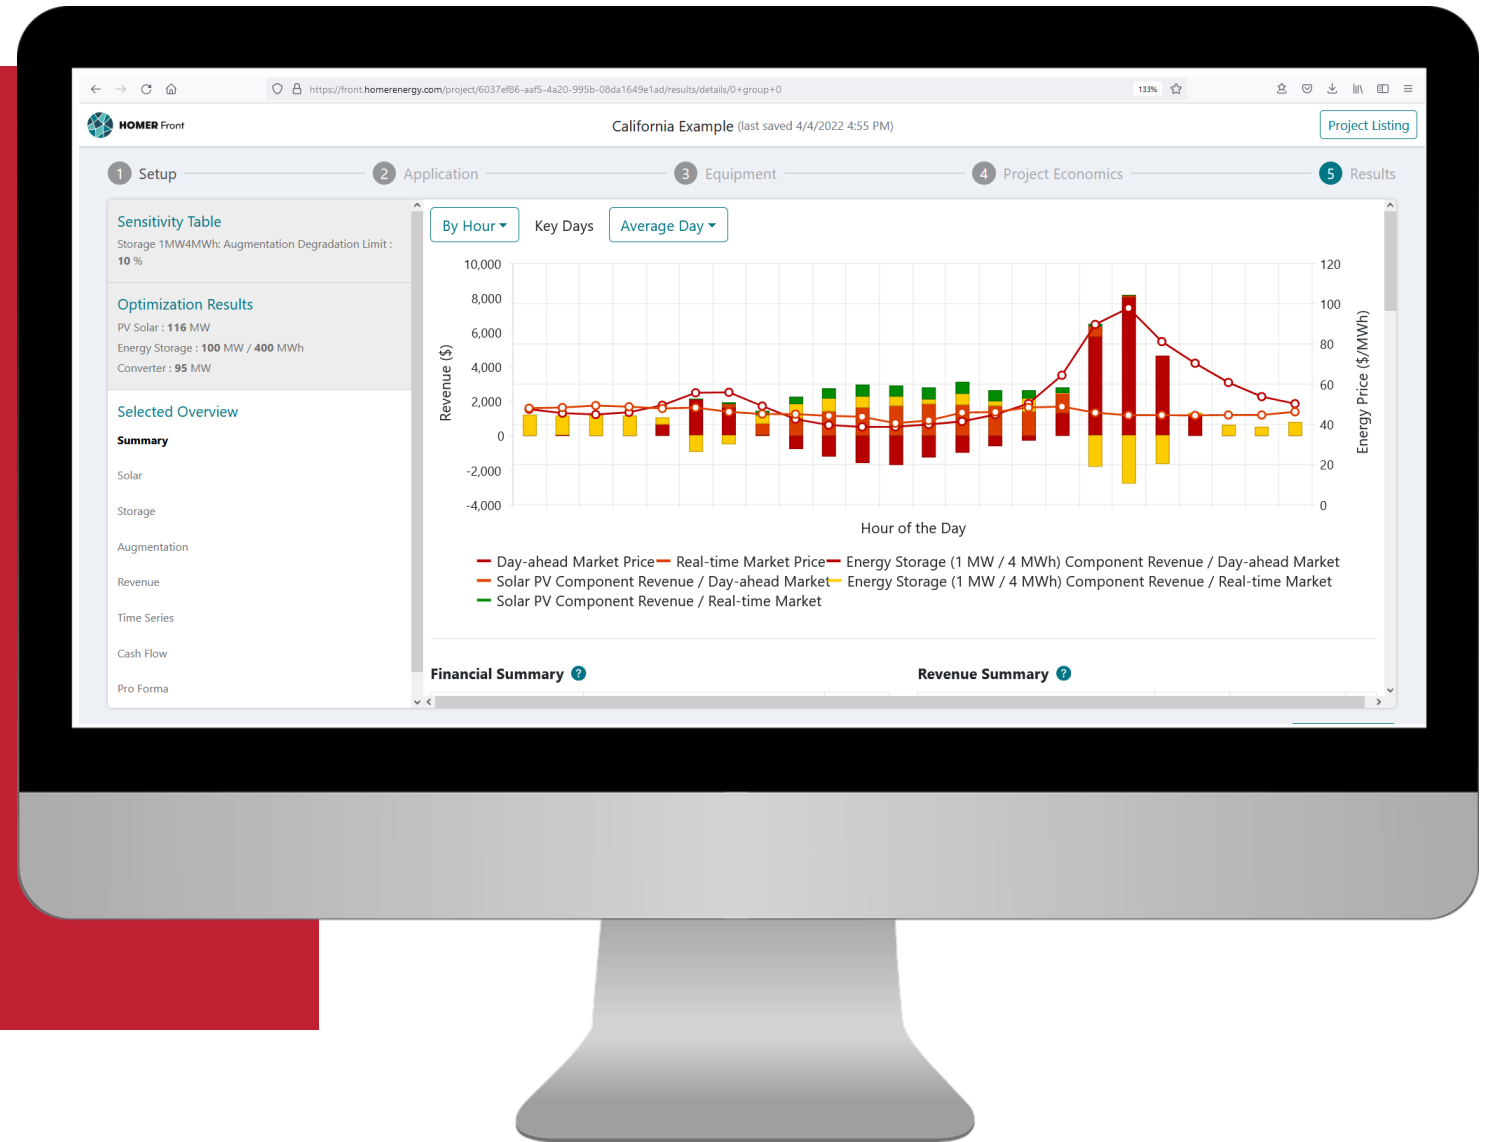 https://front.homerenergy.com/project/6037ef86-aaf5-4a20-995b-08da1649e1ad/results/details/0+group+0
133%
HOMER Front
California Example (last saved 4/4/2022 4:55 PM)
Project Listing
1 Setup
2 Application
3 Equipment
4 Project Economics
5 Results
Sensitivity Table
Storage 1MW4MWh: Augmentation Degradation Limit :
10 %
Optimization Results
PV Solar : 116 MW
Energy Storage : 100 MW / 400 MWh
Converter : 95 MW
Selected Overview
Summary
Solar
Storage
Augmentation
Revenue
Time Series
Cash Flow
Pro Forma
By Hour
Key Days
Average Day
Revenue ($)
10,000
8,000
6,000
4,000
2,000
0
-2,000
-4,000
120
100
80
60
40
20
0
Energy Price ($/MWh)
Hour of the Day
Day-ahead Market Price
Real-time Market Price
Energy Storage (1 MW / 4 MWh) Component Revenue / Day-ahead Market
Solar PV Component Revenue / Day-ahead Market
Energy Storage (1 MW / 4 MWh) Component Revenue / Real-time Market
Solar PV Component Revenue / Real-time Market
Financial Summary ?
Revenue Summary ?